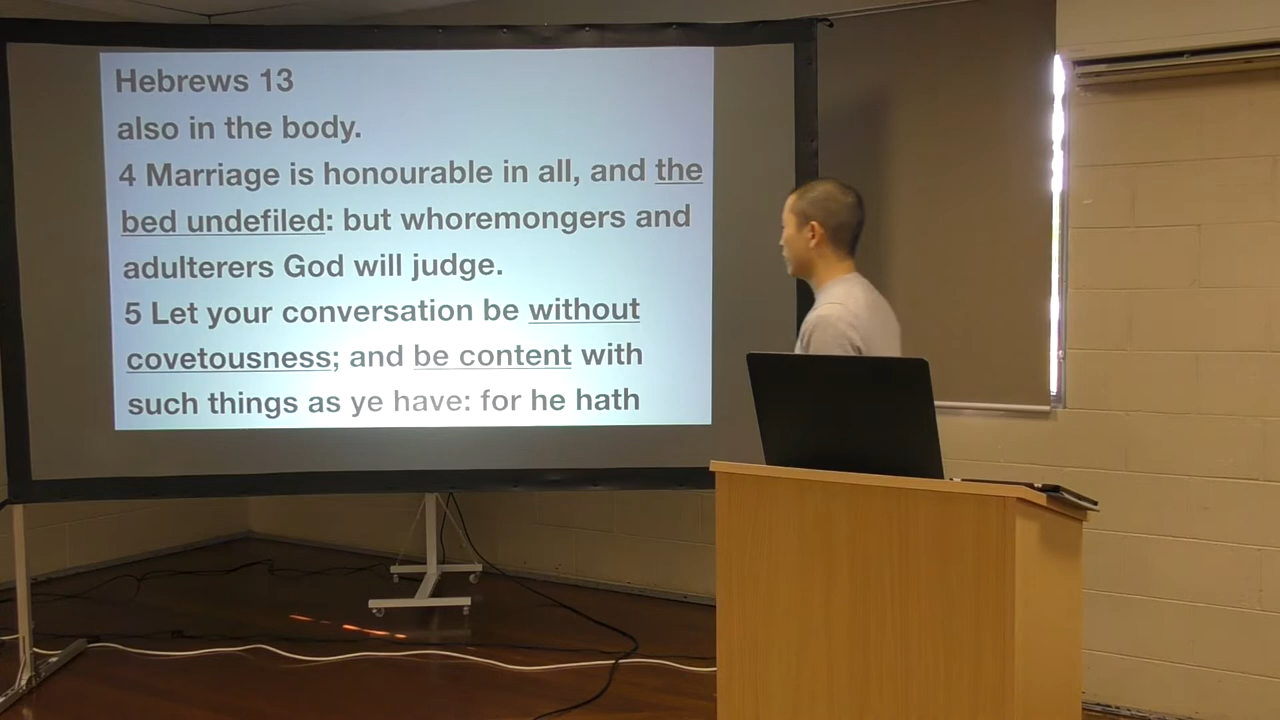 Hebrews 13
also in the body.
4 Marriage is honourable in all, and the
bed undefiled: but whoremongers and
adulterers God will judge.
5 Let your conversation be without
covetousness; and be content with
such things as ye have: for he hath